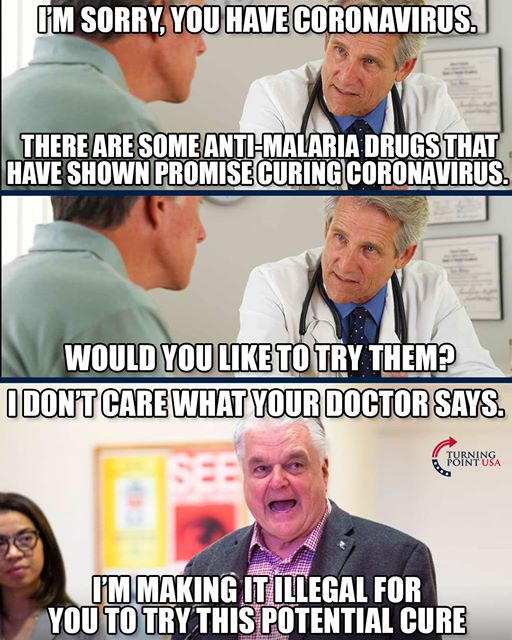 I'M SORRY, YOU HAVE CORONAVIRUS.
THERE ARE SOME ANTI-MALARIA DRUGS THAT
HAVE SHOWN PROMISE CURING CORONAVIRUS.
WOULD YOU LIKE TO TRY THEM?
I DON'T CARE WHAT YOUR DOCTOR SAYS.
TURNING
POINT USA
SEE
I'M MAKING IT ILLEGAL FOR
YOU TO TRY THIS POTENTIAL CURE